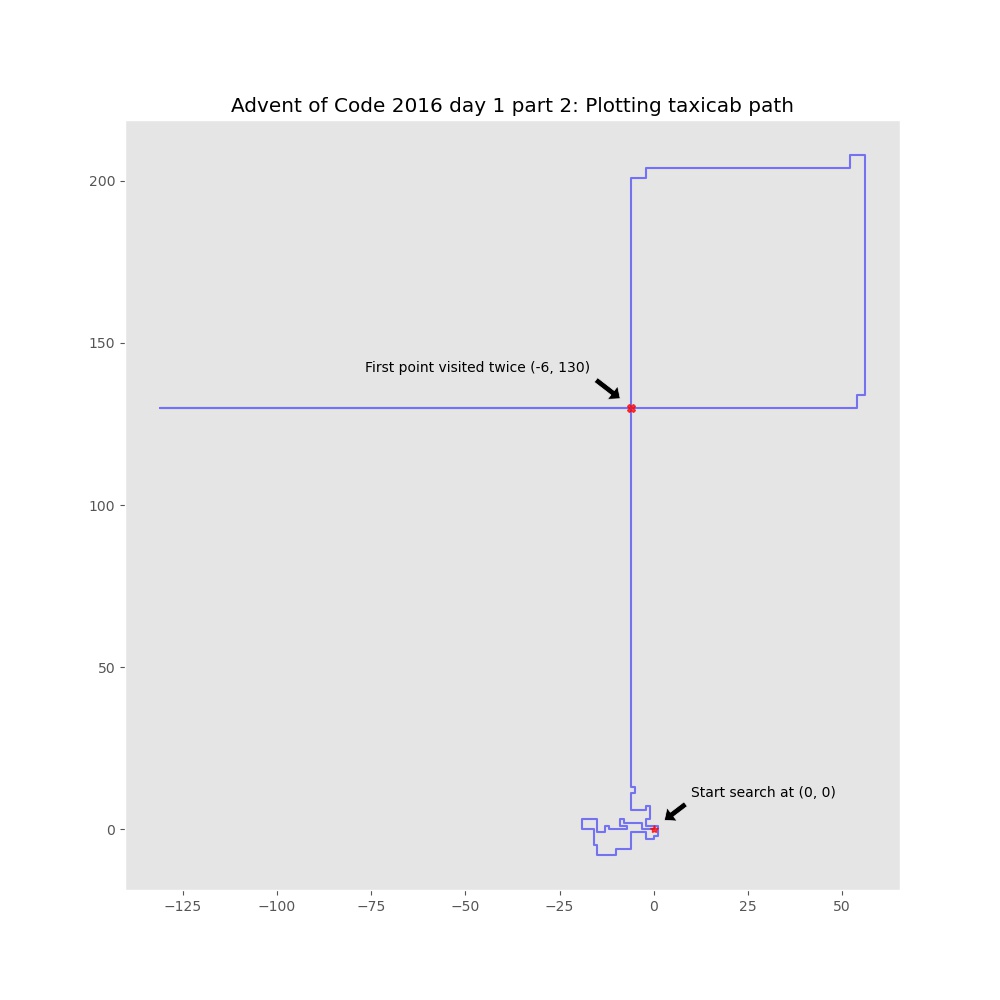 Advent of Code 2016 day 1 part 2: Plotting taxicab path
200
150
First point visited twice (-6, 130)
100
50
Start search at (0, 0)
0
−125 −100 −75 −50 −25 0 25 50